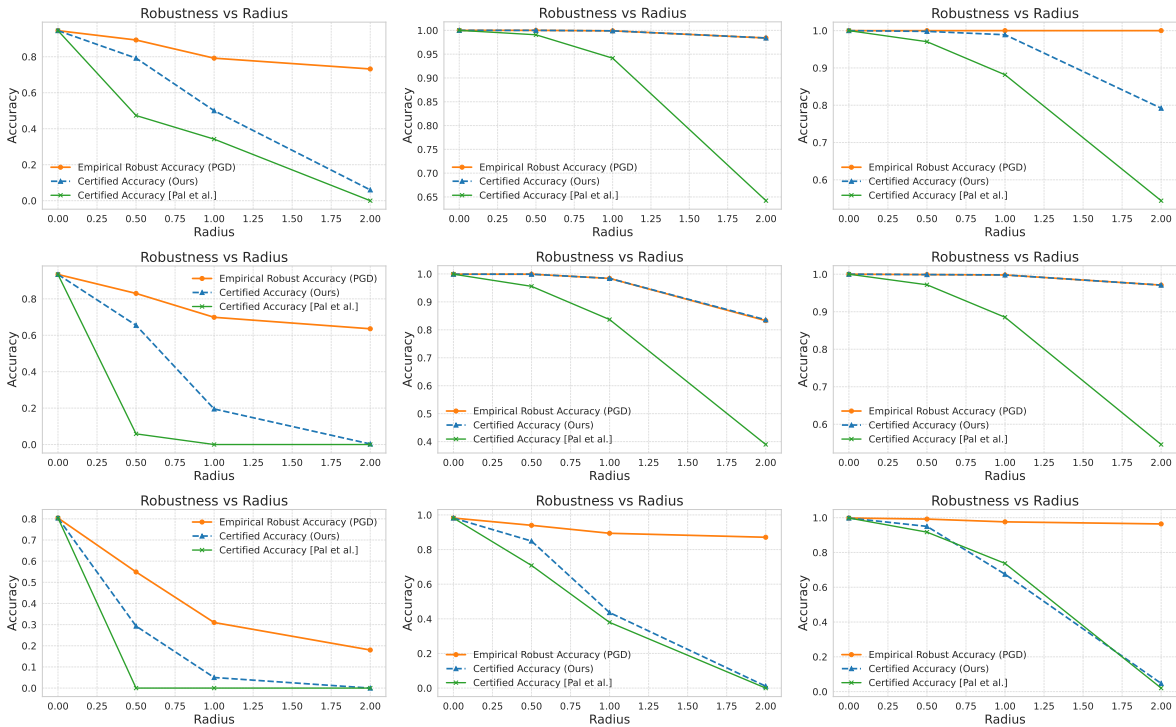 Robustness vs Radius
Accuracy
0.8
0.6
0.4
0.2
0.0
Empirical Robust Accuracy (PGD)
Certified Accuracy (Ours)
Certified Accuracy [Pal et al.]
0.00 0.25 0.50 0.75 1.00 1.25 1.50 1.75 2.00
Radius
Robustness vs Radius
Accuracy
1.00
0.95
0.90
0.85
0.80
0.75
0.70
0.65
Empirical Robust Accuracy (PGD)
Certified Accuracy (Ours)
Certified Accuracy [Pal et al.]
0.00 0.25 0.50 0.75 1.00 1.25 1.50 1.75 2.00
Radius
Robustness vs Radius
Accuracy
1.0
0.9
0.8
0.7
0.6
Empirical Robust Accuracy (PGD)
Certified Accuracy (Ours)
Certified Accuracy [Pal et al.]
0.00 0.25 0.50 0.75 1.00 1.25 1.50 1.75 2.00
Radius
Robustness vs Radius
Accuracy
0.8
0.6
0.4
0.2
0.0
Empirical Robust Accuracy (PGD)
Certified Accuracy (Ours)
Certified Accuracy [Pal et al.]
0.00 0.25 0.50 0.75 1.00 1.25 1.50 1.75 2.00
Radius
Robustness vs Radius
Accuracy
1.0
0.9
0.8
0.7
0.6
0.5
0.4
Empirical Robust Accuracy (PGD)
Certified Accuracy (Ours)
Certified Accuracy [Pal et al.]
0.00 0.25 0.50 0.75 1.00 1.25 1.50 1.75 2.00
Radius
Robustness vs Radius
Accuracy
1.0
0.9
0.8
0.7
0.6
Empirical Robust Accuracy (PGD)
Certified Accuracy (Ours)
Certified Accuracy [Pal et al.]
0.00 0.25 0.50 0.75 1.00 1.25 1.50 1.75 2.00
Radius
Robustness vs Radius
Accuracy
0.8
0.7
0.6
0.5
0.4
0.3
0.2
0.1
0.0
Empirical Robust Accuracy (PGD)
Certified Accuracy (Ours)
Certified Accuracy [Pal et al.]
0.00 0.25 0.50 0.75 1.00 1.25 1.50 1.75 2.00
Radius
Robustness vs Radius
Accuracy
1.0
0.8
0.6
0.4
0.2
0.0
Empirical Robust Accuracy (PGD)
Certified Accuracy (Ours)
Certified Accuracy [Pal et al.]
0.00 0.25 0.50 0.75 1.00 1.25 1.50 1.75 2.00
Radius
Robustness vs Radius
Accuracy
1.0
0.8
0.6
0.4
0.2
0.0
Empirical Robust Accuracy (PGD)
Certified Accuracy (Ours)
Certified Accuracy [Pal et al.]
0.00 0.25 0.50 0.75 1.00 1.25 1.50 1.75 2.00
Radius